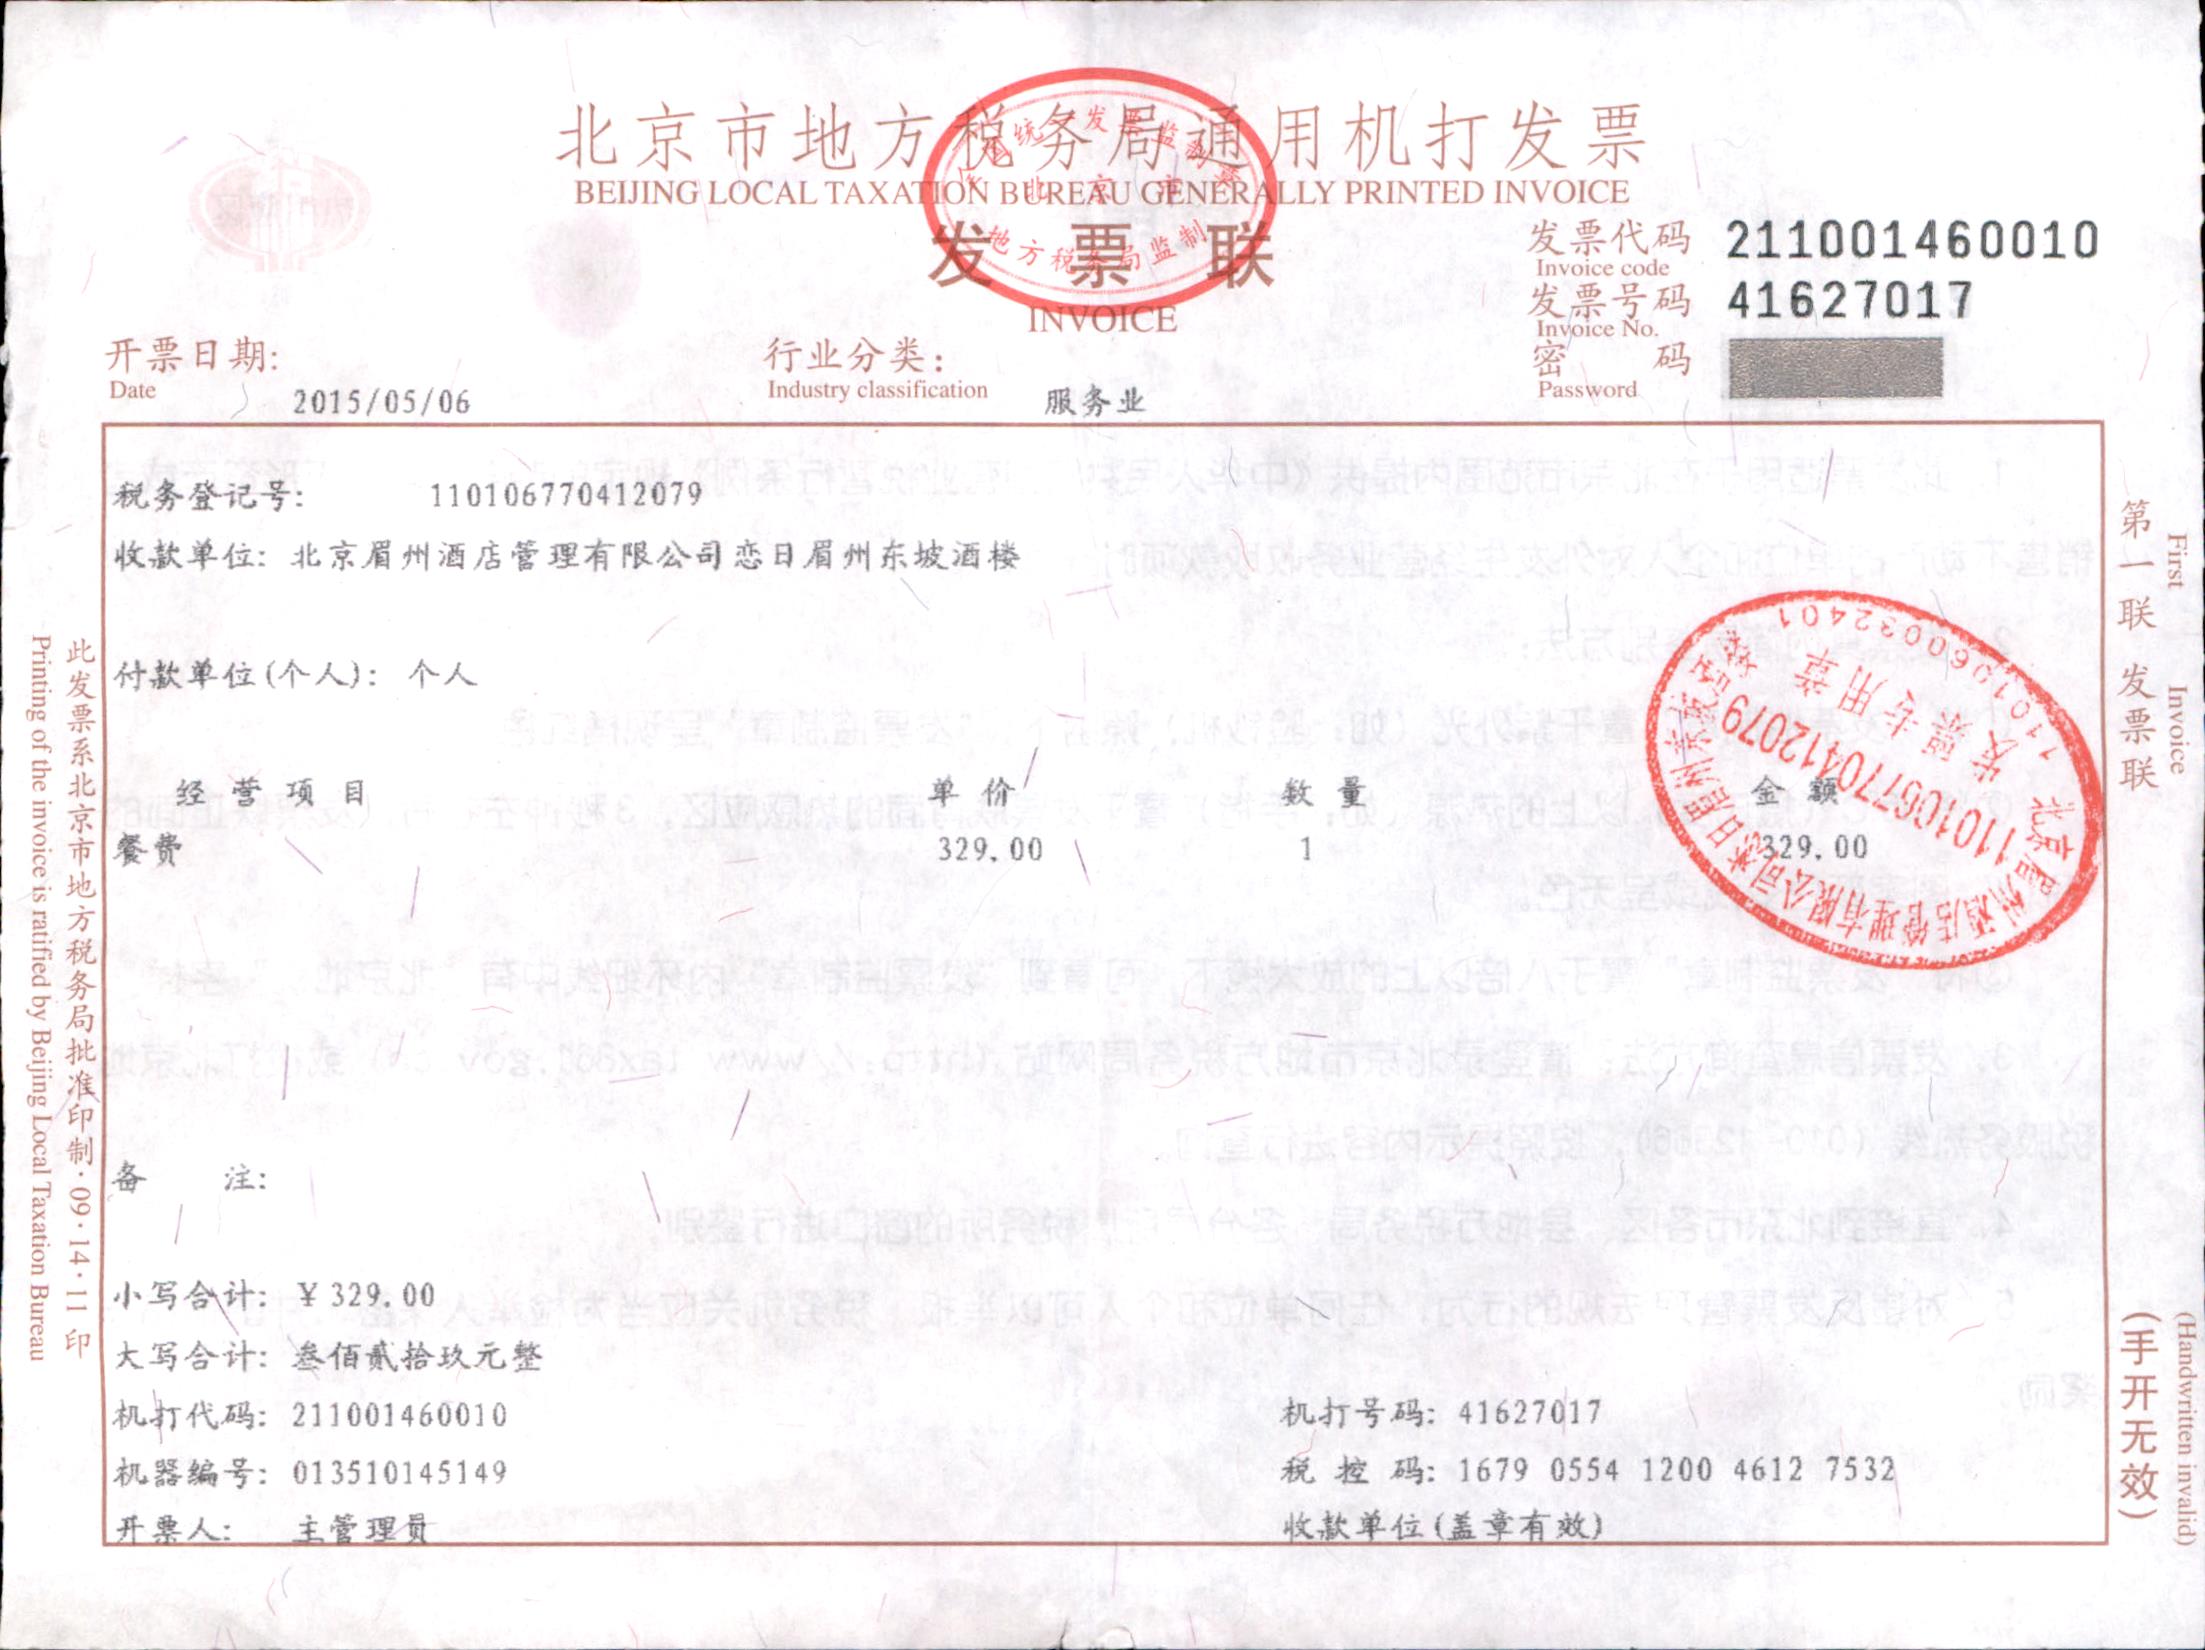 北京市地方税务局通用机打发票
BEIJING LOCAL TAXATION BUREAU GENERALLY PRINTED INVOICE
全国统一发票监制章
北京市
地方税务局监制
发票联
INVOICE
发票代码 211001460010
Invoice code
发票号码 41627017
Invoice No.
密码
Password
开票日期:
Date
2015/05/06
行业分类:
Industry classification
服务业
税务登记号: 110106770412079
收款单位: 北京眉州酒店管理有限公司恋日眉州东坡酒楼
付款单位(个人): 个人
经营项目 单价 数量 金额
餐费 329.00 1 329.00
北京眉州酒店管理有限公司恋日眉州东坡酒楼
110106770412079
发票专用章
1101060032401
备注:
小写合计: ¥329.00
大写合计: 叁佰贰拾玖元整
机打代码: 211001460010
机打号码: 41627017
机器编号: 013510145149
税控码: 1679 0554 1200 4612 7532
开票人: 主管理员
收款单位(盖章有效)
此发票系北京市地方税务局批准印制·09·14·11印
Printing of the invoice is ratified by Beijing Local Taxation Bureau
第一联 发票联
First Invoice
(手开无效)
(Handwritten invalid)